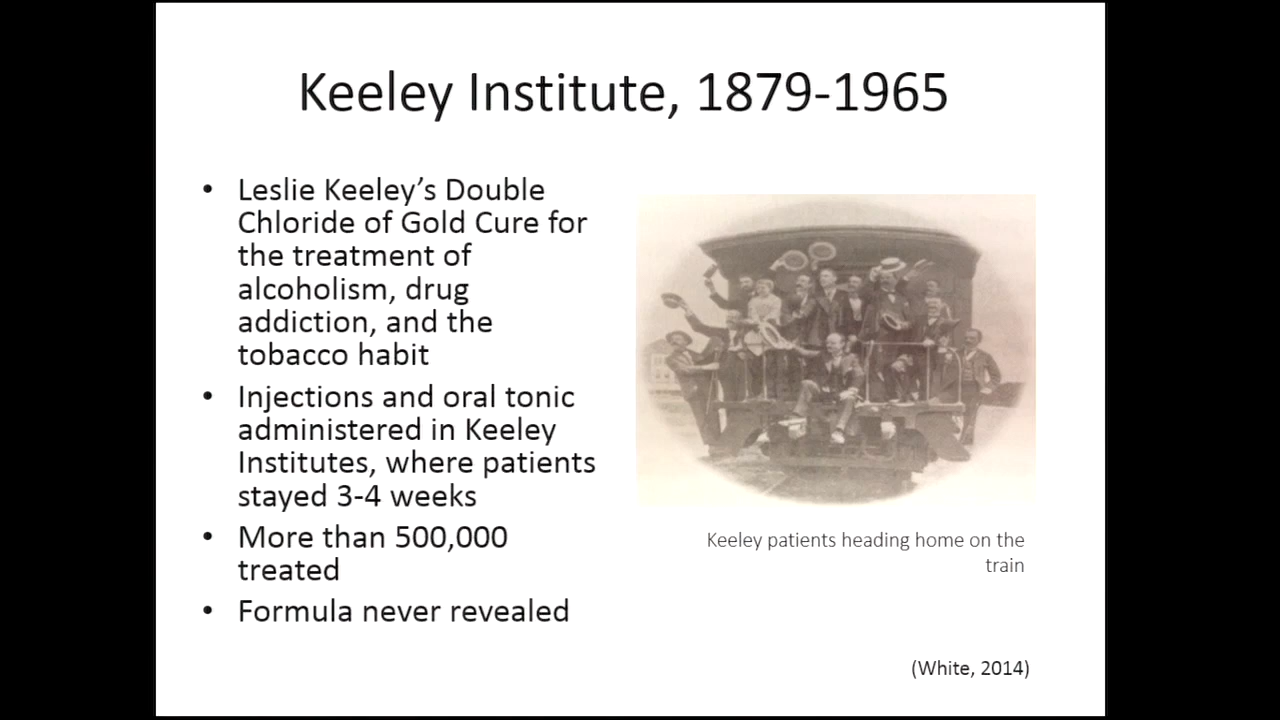 Keeley Institute, 1879-1965
• Leslie Keeley’s Double
Chloride of Gold Cure for
the treatment of
alcoholism, drug
addiction, and the
tobacco habit
• Injections and oral tonic
administered in Keeley
Institutes, where patients
stayed 3-4 weeks
• More than 500,000
treated
• Formula never revealed
Keeley patients heading home on the
train
(White, 2014)